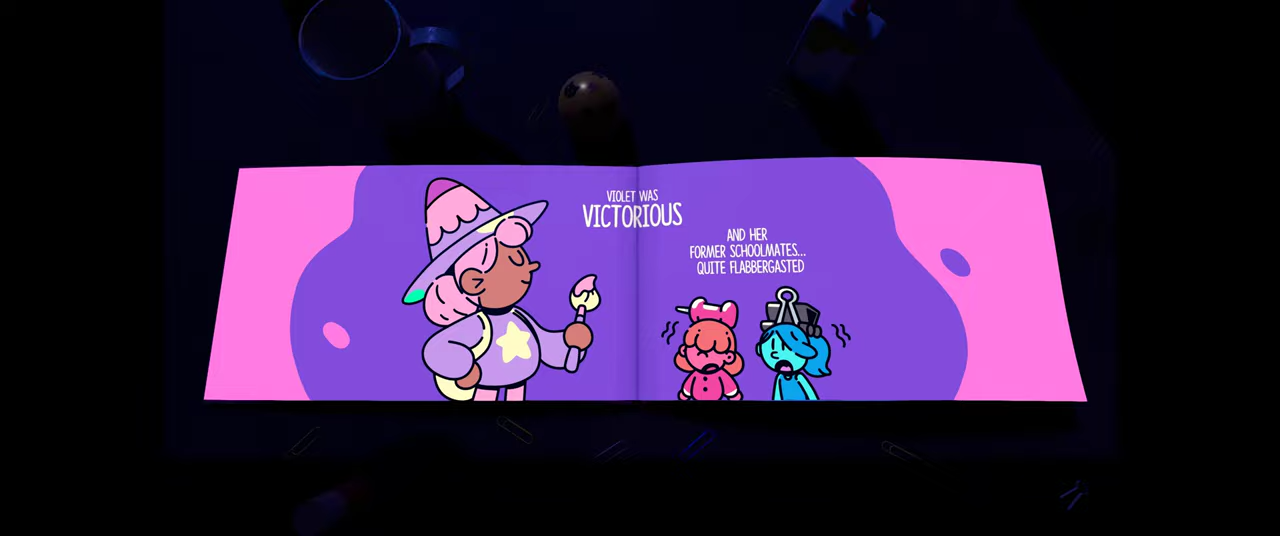 VIOLET WAS
VICTORIOUS
AND HER
FORMER SCHOOLMATES...
QUITE FLABBERGASTED